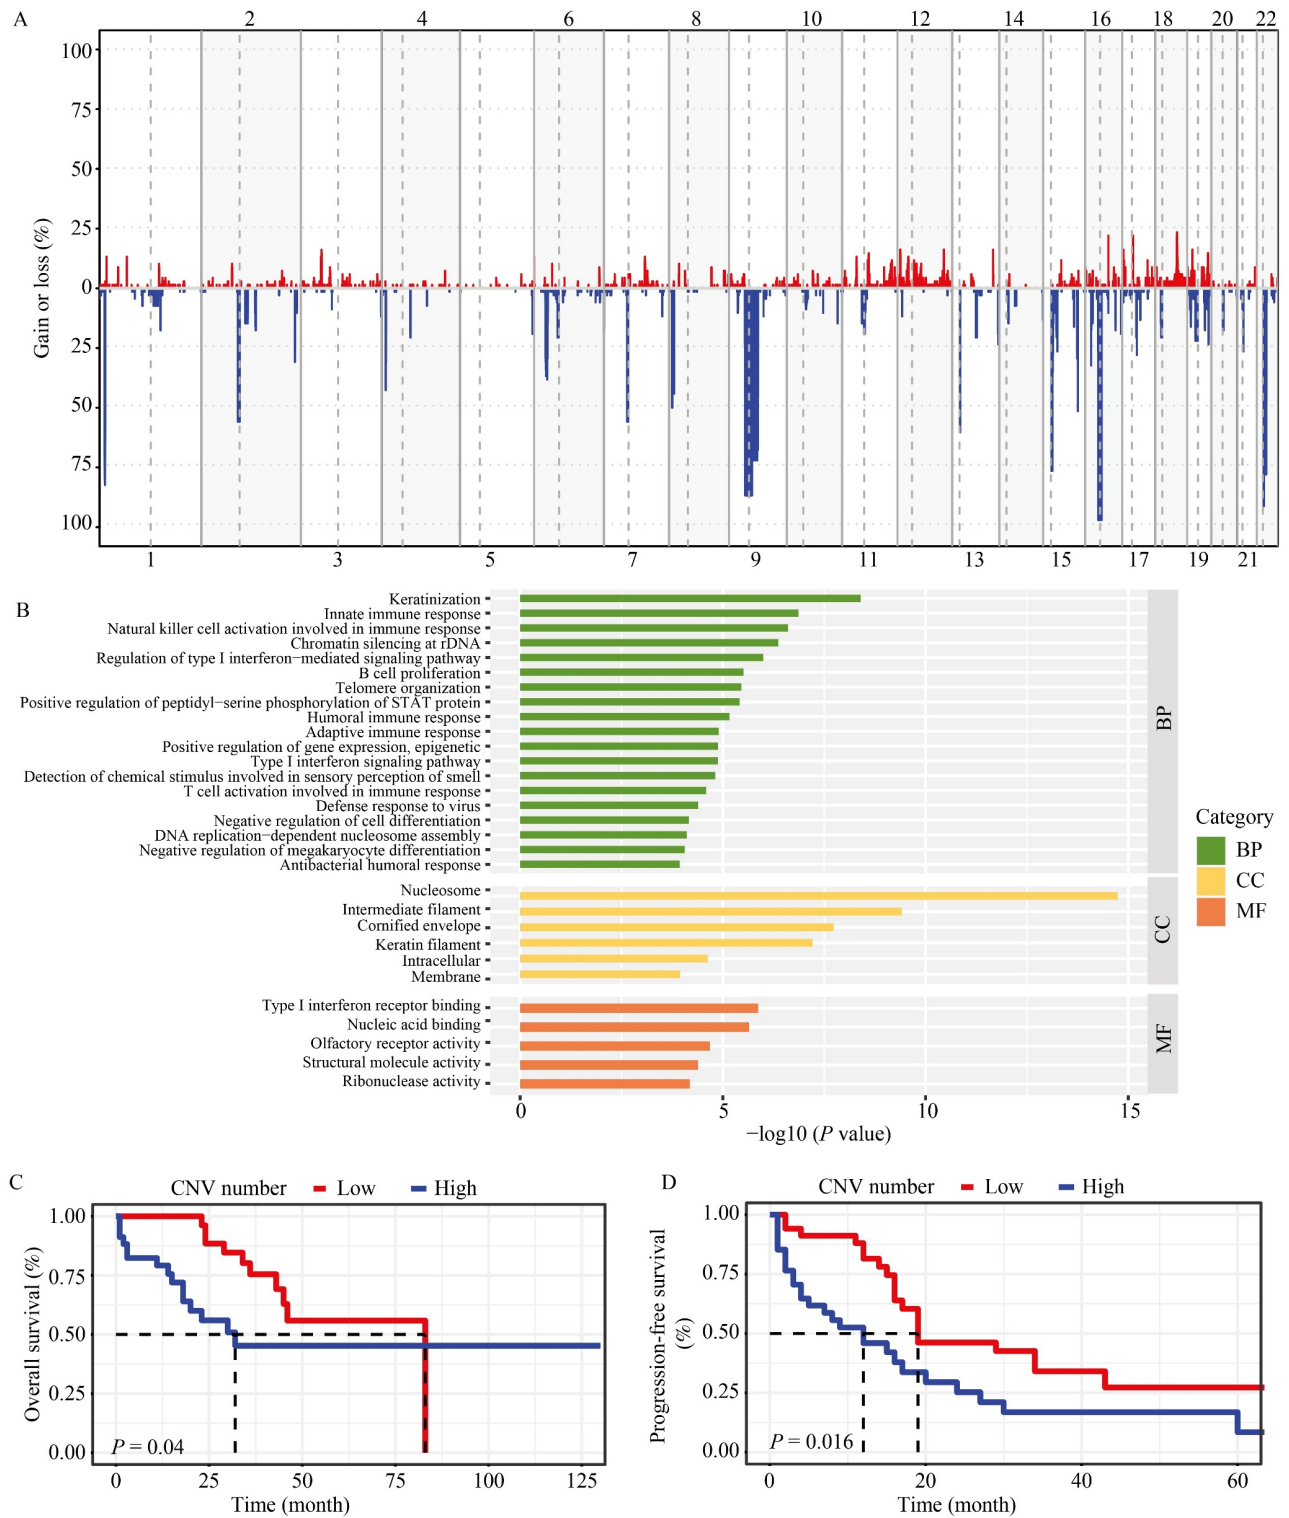 A
2 4 6 8 10 12 14 16 18 20 22
100
75
50
25
0
25
50
75
100
Gain or loss (%)
1 3 5 7 9 11 13 15 17 19 21
B
Keratinization
Innate immune response
Natural killer cell activation involved in immune response
Chromatin silencing at rDNA
Regulation of type I interferon−mediated signaling pathway
B cell proliferation
Telomere organization
Positive regulation of peptidyl−serine phosphorylation of STAT protein
Humoral immune response
Adaptive immune response
Positive regulation of gene expression, epigenetic
Type I interferon signaling pathway
Detection of chemical stimulus involved in sensory perception of smell
T cell activation involved in immune response
Defense response to virus
Negative regulation of cell differentiation
DNA replication−dependent nucleosome assembly
Negative regulation of megakaryocyte differentiation
Antibacterial humoral response
BP
Nucleosome
Intermediate filament
Cornified envelope
Keratin filament
Intracellular
Membrane
CC
Type I interferon receptor binding
Nucleic acid binding
Olfactory receptor activity
Structural molecule activity
Ribonuclease activity
MF
0 5 10 15
−log10 (P value)
Category
BP
CC
MF
C
CNV number Low High
1.00
0.75
0.50
0.25
0.00
Overall survival (%)
P = 0.04
0 25 50 75 100 125
Time (month)
D
CNV number Low High
1.00
0.75
0.50
0.25
0.00
Progression-free survival
(%)
P = 0.016
0 20 40 60
Time (month)